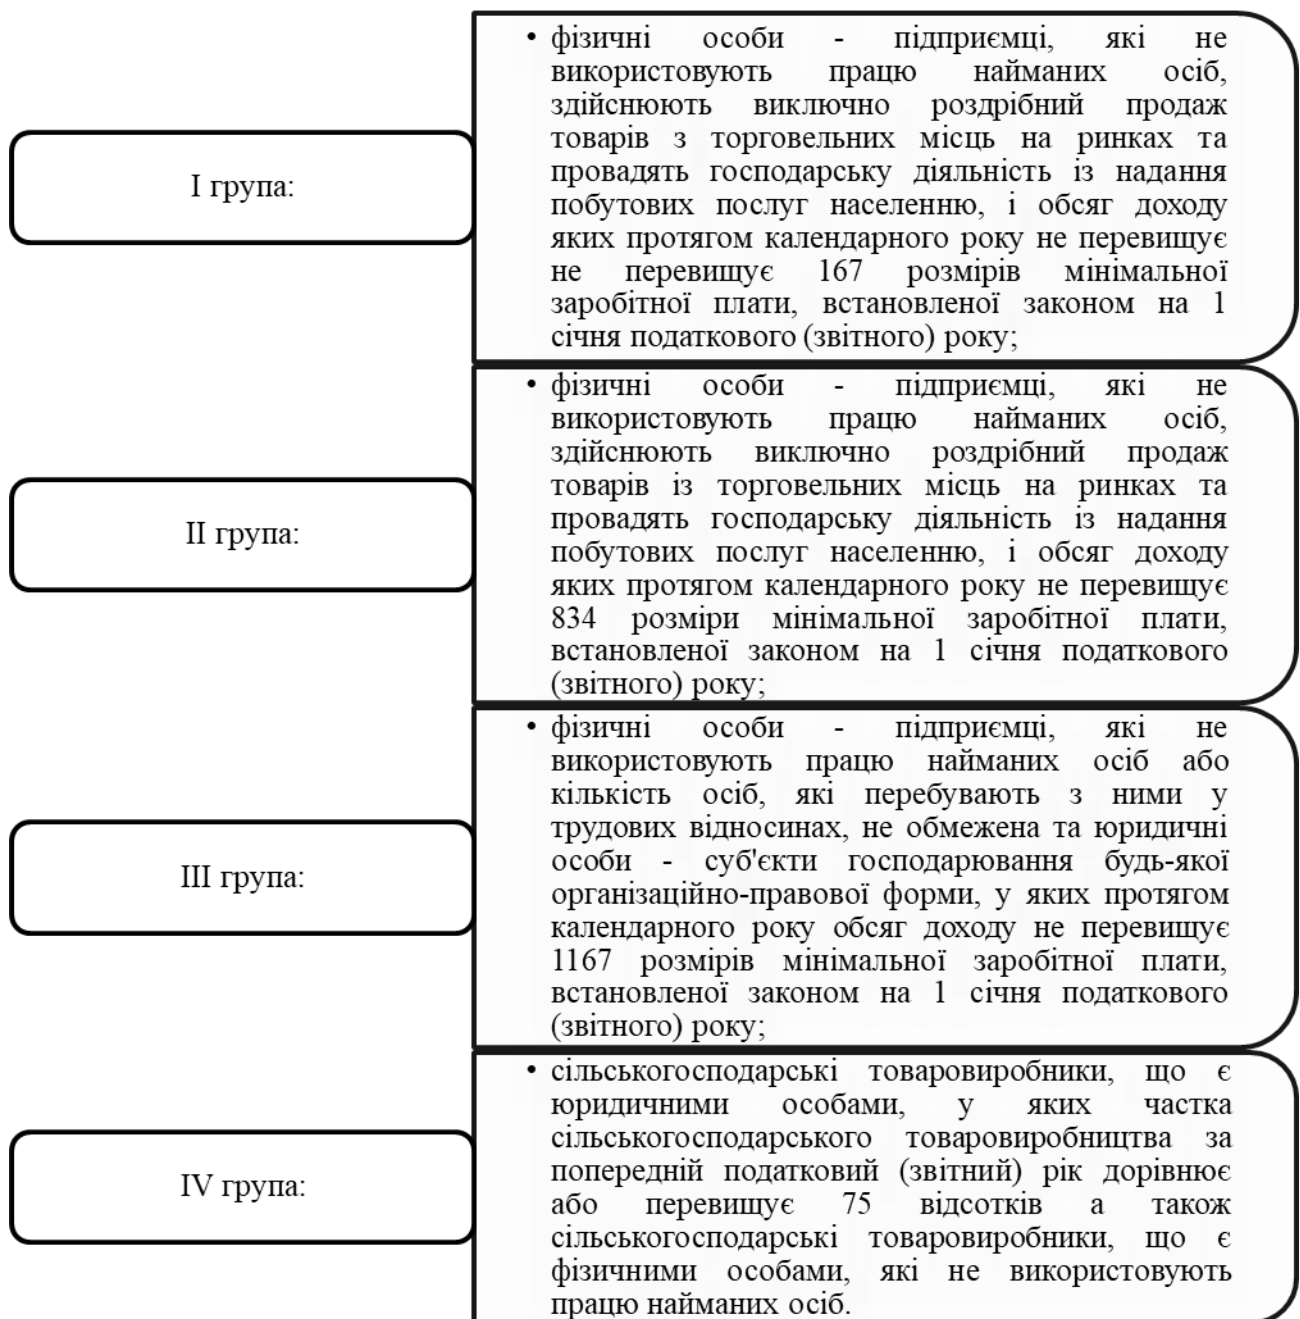 І група:
• фізичні особи - підприємці, які не
використовують працю найманих осіб,
здійснюють виключно роздрібний продаж
товарів з торговельних місць на ринках та
провадять господарську діяльність із надання
побутових послуг населенню, і обсяг доходу
яких протягом календарного року не перевищує
не перевищує 167 розмірів мінімальної
заробітної плати, встановленої законом на 1
січня податкового (звітного) року;
ІІ група:
• фізичні особи - підприємці, які не
використовують працю найманих осіб,
здійснюють виключно роздрібний продаж
товарів із торговельних місць на ринках та
провадять господарську діяльність із надання
побутових послуг населенню, і обсяг доходу
яких протягом календарного року не перевищує
834 розміри мінімальної заробітної плати,
встановленої законом на 1 січня податкового
(звітного) року;
ІІІ група:
• фізичні особи - підприємці, які не
використовують працю найманих осіб або
кількість осіб, які перебувають з ними у
трудових відносинах, не обмежена та юридичні
особи - суб'єкти господарювання будь-якої
організаційно-правової форми, у яких протягом
календарного року обсяг доходу не перевищує
1167 розмірів мінімальної заробітної плати,
встановленої законом на 1 січня податкового
(звітного) року;
IV група:
• сільськогосподарські товаровиробники, що є
юридичними особами, у яких частка
сільськогосподарського товаровиробництва за
попередній податковий (звітний) рік дорівнює
або перевищує 75 відсотків а також
сільськогосподарські товаровиробники, що є
фізичними особами, які не використовують
працю найманих осіб.